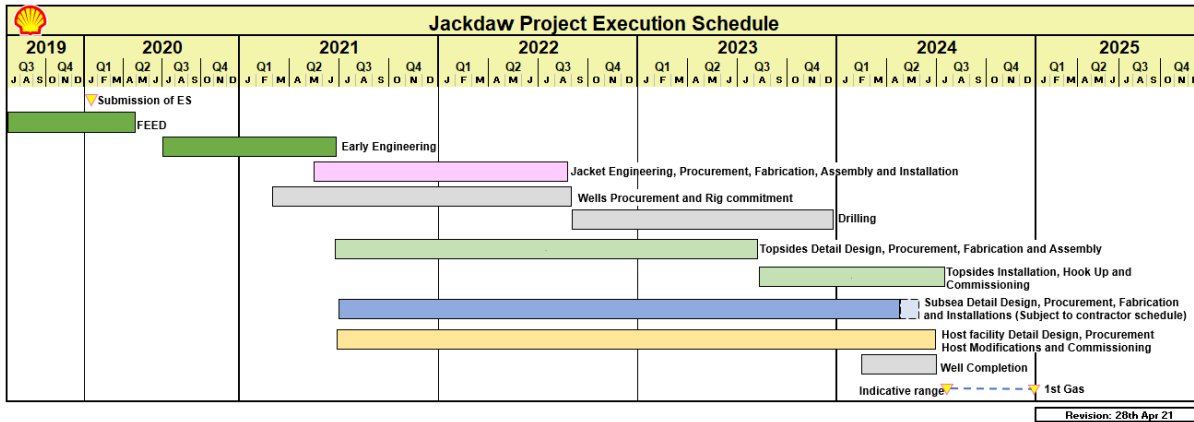 Jackdaw Project Execution Schedule
2019 2020 2021 2022 2023 2024 2025
Q3 Q4 Q1 Q2 Q3 Q4 Q1 Q2 Q3 Q4 Q1 Q2 Q3 Q4 Q1 Q2 Q3 Q4 Q1 Q2 Q3 Q4 Q1 Q2 Q3 Q4
J A S O N D J F M A M J J A S O N D J F M A M J J A S O N D J F M A M J J A S O N D J F M A M J J A S O N D J F M A M J J A S O N D J F M A M J J A S O N D
Submission of ES
FEED
Early Engineering
Jacket Engineering, Procurement, Fabrication, Assembly and Installation
Wells Procurement and Rig commitment
Drilling
Topsides Detail Design, Procurement, Fabrication and Assembly
Topsides Installation, Hook Up and
Commissioning
Subsea Detail Design, Procurement, Fabrication
and Installations (Subject to contractor schedule)
Host facility Detail Design, Procurement
Host Modifications and Commissioning
Well Completion
Indicative range 1st Gas
Revision: 28th Apr 21